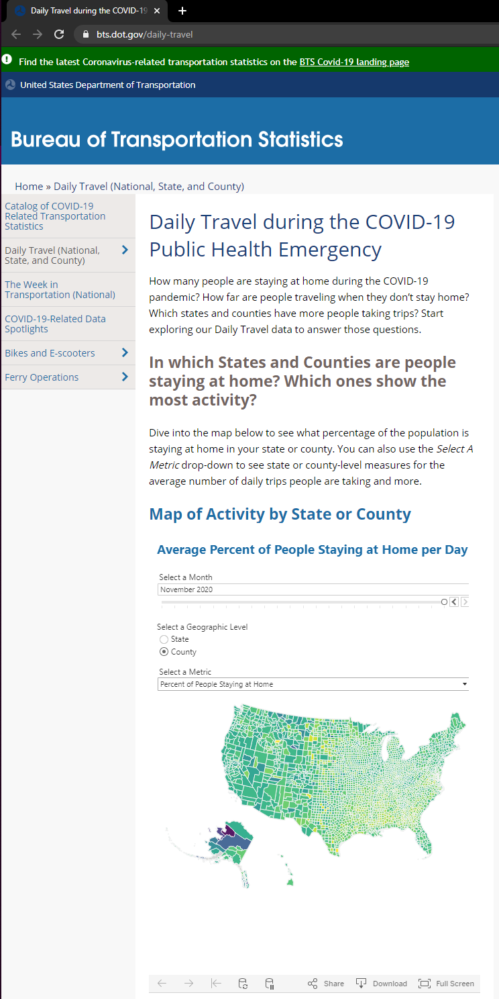 Daily Travel during the COVID-19
bts.dot.gov/daily-travel
Find the latest Coronavirus-related transportation statistics on the BTS Covid-19 landing page
United States Department of Transportation
Bureau of Transportation Statistics
Home » Daily Travel (National, State, and County)
Catalog of COVID-19
Related Transportation
Statistics
Daily Travel (National,
State, and County)
The Week in
Transportation (National)
COVID-19-Related Data
Spotlights
Bikes and E-scooters
Ferry Operations
Daily Travel during the COVID-19
Public Health Emergency
How many people are staying at home during the COVID-19
pandemic? How far are people traveling when they don’t stay home?
Which states and counties have more people taking trips? Start
exploring our Daily Travel data to answer those questions.
In which States and Counties are people
staying at home? Which ones show the
most activity?
Dive into the map below to see what percentage of the population is
staying at home in your state or county. You can also use the Select A
Metric drop-down to see state or county-level measures for the
average number of daily trips people are taking and more.
Map of Activity by State or County
Average Percent of People Staying at Home per Day
Select a Month
November 2020
Select a Geographic Level
State
County
Select a Metric
Percent of People Staying at Home
Share
Download
Full Screen